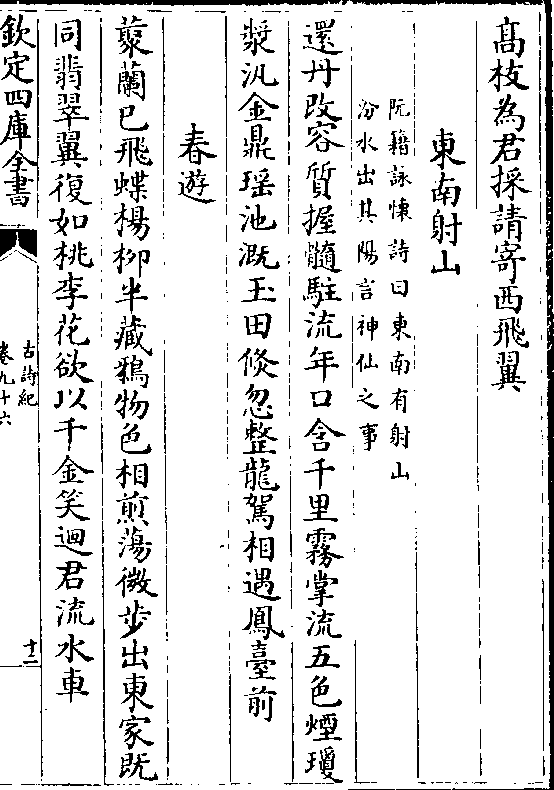 髙枝為君採請寄西飛翼
東南射山
阮籍詠懐詩曰東南有射山
汾水出其陽言神仙之事
還丹改容質握髓駐流年口含千里霧掌流五色煙瓊
漿汎金鼎瑶池溉玉田倐忽整龍駕相遇鳳臺前
春遊
藂蘭已飛蝶楊栁半藏鵶物色相煎蕩微步出東家既
同翡翠翼復如桃李花欲以千金笑迴君流水車
欽定四庫全書
古詩紀
卷九十六
十二